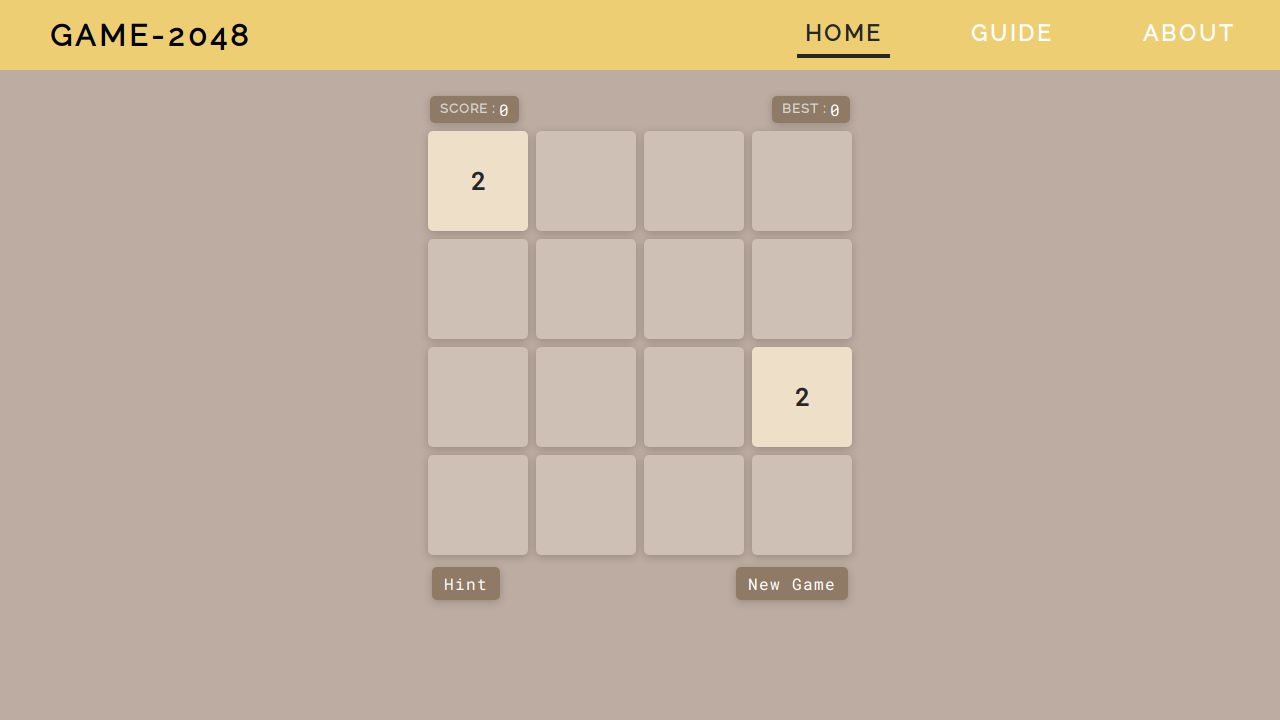 GAME-2048
HOME GUIDE ABOUT
SCORE : 0
BEST : 0
2
2
Hint
New Game